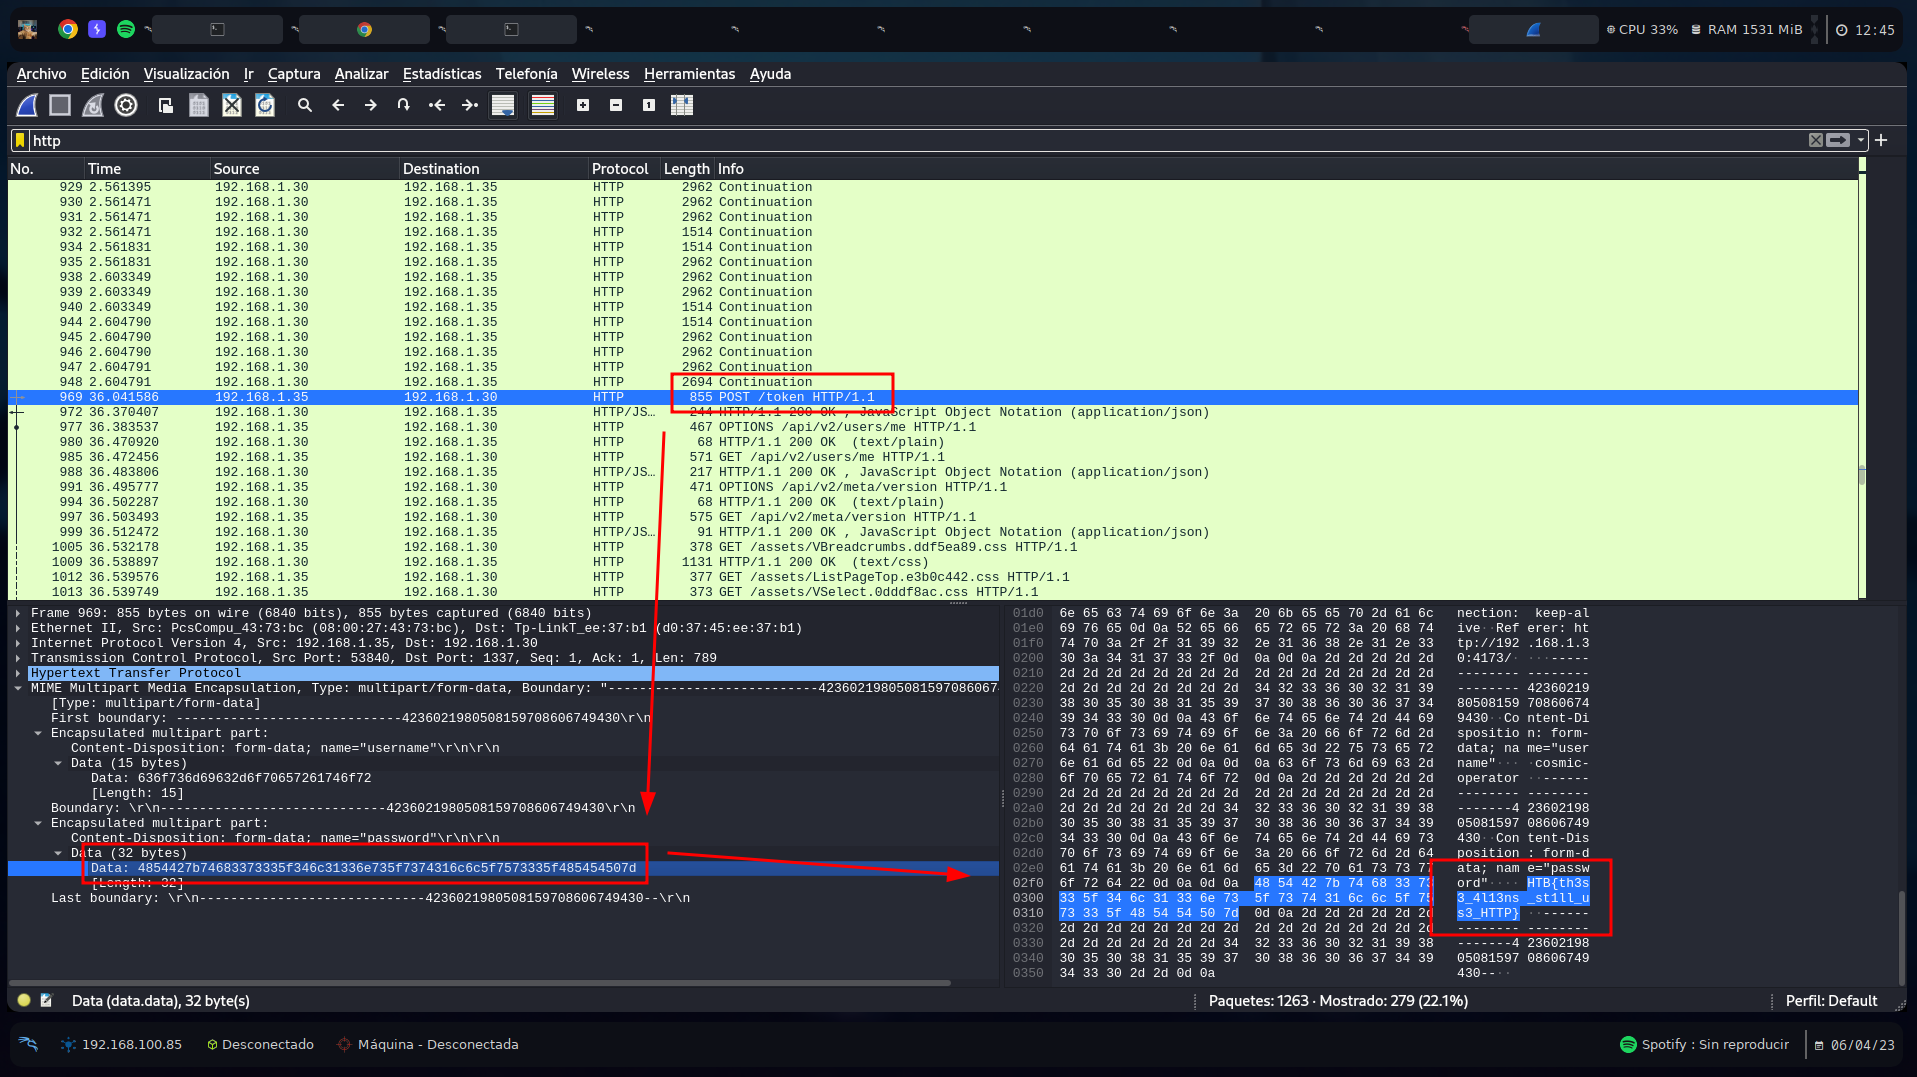 CPU 33% RAM 1531 MiB 12:45
Archivo Edición Visualización Ir Captura Analizar Estadísticas Telefonía Wireless Herramientas Ayuda
http
No. Time Source Destination Protocol Length Info
929 2.561395 192.168.1.30 192.168.1.35 HTTP 2962 Continuation
930 2.561471 192.168.1.30 192.168.1.35 HTTP 2962 Continuation
931 2.561471 192.168.1.30 192.168.1.35 HTTP 2962 Continuation
932 2.561471 192.168.1.30 192.168.1.35 HTTP 1514 Continuation
934 2.561831 192.168.1.30 192.168.1.35 HTTP 1514 Continuation
935 2.561831 192.168.1.30 192.168.1.35 HTTP 2962 Continuation
938 2.603349 192.168.1.30 192.168.1.35 HTTP 2962 Continuation
939 2.603349 192.168.1.30 192.168.1.35 HTTP 2962 Continuation
940 2.603349 192.168.1.30 192.168.1.35 HTTP 1514 Continuation
944 2.604790 192.168.1.30 192.168.1.35 HTTP 1514 Continuation
945 2.604790 192.168.1.30 192.168.1.35 HTTP 2962 Continuation
946 2.604790 192.168.1.30 192.168.1.35 HTTP 2962 Continuation
947 2.604791 192.168.1.30 192.168.1.35 HTTP 2962 Continuation
948 2.604791 192.168.1.30 192.168.1.35 HTTP 2694 Continuation
969 36.041586 192.168.1.35 192.168.1.30 HTTP 855 POST /token HTTP/1.1
972 36.370407 192.168.1.30 192.168.1.35 HTTP/JS… 244 HTTP/1.1 200 OK , JavaScript Object Notation (application/json)
977 36.383537 192.168.1.35 192.168.1.30 HTTP 467 OPTIONS /api/v2/users/me HTTP/1.1
980 36.470920 192.168.1.30 192.168.1.35 HTTP 68 HTTP/1.1 200 OK (text/plain)
985 36.472456 192.168.1.35 192.168.1.30 HTTP 571 GET /api/v2/users/me HTTP/1.1
988 36.483806 192.168.1.30 192.168.1.35 HTTP/JS… 217 HTTP/1.1 200 OK , JavaScript Object Notation (application/json)
991 36.495777 192.168.1.35 192.168.1.30 HTTP 471 OPTIONS /api/v2/meta/version HTTP/1.1
994 36.502287 192.168.1.30 192.168.1.35 HTTP 68 HTTP/1.1 200 OK (text/plain)
997 36.503493 192.168.1.35 192.168.1.30 HTTP 575 GET /api/v2/meta/version HTTP/1.1
999 36.512472 192.168.1.30 192.168.1.35 HTTP/JS… 91 HTTP/1.1 200 OK , JavaScript Object Notation (application/json)
1005 36.532178 192.168.1.35 192.168.1.30 HTTP 378 GET /assets/VBreadcrumbs.ddf5ea89.css HTTP/1.1
1009 36.538897 192.168.1.30 192.168.1.35 HTTP 1131 HTTP/1.1 200 OK (text/css)
1012 36.539576 192.168.1.35 192.168.1.30 HTTP 377 GET /assets/ListPageTop.e3b0c442.css HTTP/1.1
1013 36.539749 192.168.1.35 192.168.1.30 HTTP 373 GET /assets/VSelect.0dddf8ac.css HTTP/1.1
Frame 969: 855 bytes on wire (6840 bits), 855 bytes captured (6840 bits)
Ethernet II, Src: PcsCompu_43:73:bc (08:00:27:43:73:bc), Dst: Tp-LinkT_ee:37:b1 (d0:37:45:ee:37:b1)
Internet Protocol Version 4, Src: 192.168.1.35, Dst: 192.168.1.30
Transmission Control Protocol, Src Port: 53840, Dst Port: 1337, Seq: 1, Ack: 1, Len: 789
Hypertext Transfer Protocol
MIME Multipart Media Encapsulation, Type: multipart/form-data, Boundary: "---------------------------4236021980508159708606749
[Type: multipart/form-data]
First boundary: -----------------------------4236021980508159708606749430\r\n
Encapsulated multipart part:
Content-Disposition: form-data; name="username"\r\n\r\n
Data (15 bytes)
Data: 636f736d69632d6f70657261746f72
[Length: 15]
Boundary: \r\n-----------------------------4236021980508159708606749430\r\n
Encapsulated multipart part:
Content-Disposition: form-data; name="password"\r\n\r\n
Data (32 bytes)
Data: 4854427b74683373335f346c31336e735f7374316c6c5f7573335f485454507d
[Length: 32]
Last boundary: \r\n-----------------------------4236021980508159708606749430--\r\n
01d0 6e 65 63 74 69 6f 6e 3a 20 6b 65 65 70 2d 61 6c nection: keep-al
01e0 69 76 65 0d 0a 52 65 66 65 72 65 72 3a 20 68 74 ive··Ref erer: ht
01f0 74 70 3a 2f 2f 31 39 32 2e 31 36 38 2e 31 2e 33 tp://192 .168.1.3
0200 30 3a 34 31 37 33 2f 0d 0a 0d 0a 2d 2d 2d 2d 2d 0:4173/· ···-----
0210 2d 2d 2d 2d 2d 2d 2d 2d 2d 2d 2d 2d 2d 2d 2d 2d -------- --------
0220 2d 2d 2d 2d 2d 2d 2d 2d 34 32 33 36 30 32 31 39 -------- 42360219
0230 38 30 35 30 38 31 35 39 37 30 38 36 30 36 37 34 80508159 70860674
0240 39 34 33 30 0d 0a 43 6f 6e 74 65 6e 74 2d 44 69 9430··Co ntent-Di
0250 73 70 6f 73 69 74 69 6f 6e 3a 20 66 6f 72 6d 2d spositio n: form-
0260 64 61 74 61 3b 20 6e 61 6d 65 3d 22 75 73 65 72 data; na me="user
0270 6e 61 6d 65 22 0d 0a 0d 0a 63 6f 73 6d 69 63 2d name"··· ·cosmic-
0280 6f 70 65 72 61 74 6f 72 0d 0a 2d 2d 2d 2d 2d 2d operator ··------
0290 2d 2d 2d 2d 2d 2d 2d 2d 2d 2d 2d 2d 2d 2d 2d 2d -------- --------
02a0 2d 2d 2d 2d 2d 2d 2d 34 32 33 36 30 32 31 39 38 -------4 23602198
02b0 30 35 30 38 31 35 39 37 30 38 36 30 36 37 34 39 05081597 08606749
02c0 34 33 30 0d 0a 43 6f 6e 74 65 6e 74 2d 44 69 73 430··Con tent-Dis
02d0 70 6f 73 69 74 69 6f 6e 3a 20 66 6f 72 6d 2d 64 position : form-d
02e0 61 74 61 3b 20 6e 61 6d 65 3d 22 70 61 73 73 77 ata; nam e="passw
02f0 6f 72 64 22 0d 0a 0d 0a 48 54 42 7b 74 68 33 73 ord"···· HTB{th3s
0300 33 5f 34 6c 31 33 6e 73 5f 73 74 31 6c 6c 5f 75 3_4l13ns _st1ll_u
0310 73 33 5f 48 54 54 50 7d 0d 0a 2d 2d 2d 2d 2d 2d s3_HTTP} ··------
0320 2d 2d 2d 2d 2d 2d 2d 2d 2d 2d 2d 2d 2d 2d 2d 2d -------- --------
0330 2d 2d 2d 2d 2d 2d 2d 34 32 33 36 30 32 31 39 38 -------4 23602198
0340 30 35 30 38 31 35 39 37 30 38 36 30 36 37 34 39 05081597 08606749
0350 34 33 30 2d 2d 0d 0a 430--··
Data (data.data), 32 byte(s) Paquetes: 1263 · Mostrado: 279 (22.1%) Perfil: Default
192.168.100.85 Desconectado Máquina - Desconectada Spotify : Sin reproducir 06/04/23